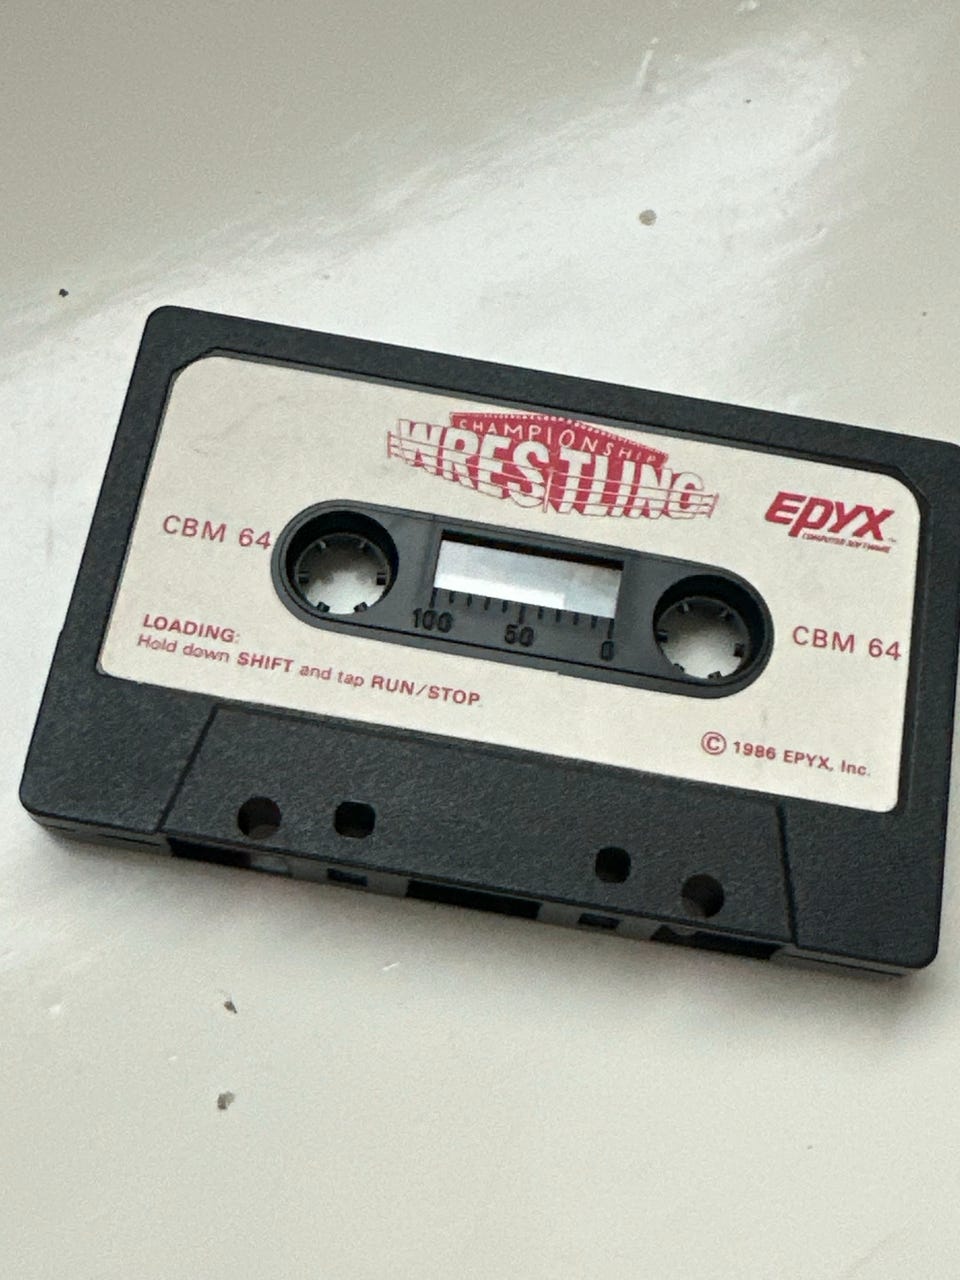 CHAMPIONSHIP
WRESTLING
EPYX
COMPUTER SOFTWARE
CBM 64
100 50 0
CBM 64
LOADING:
Hold down SHIFT and tap RUN/STOP.
© 1986 EPYX, Inc.